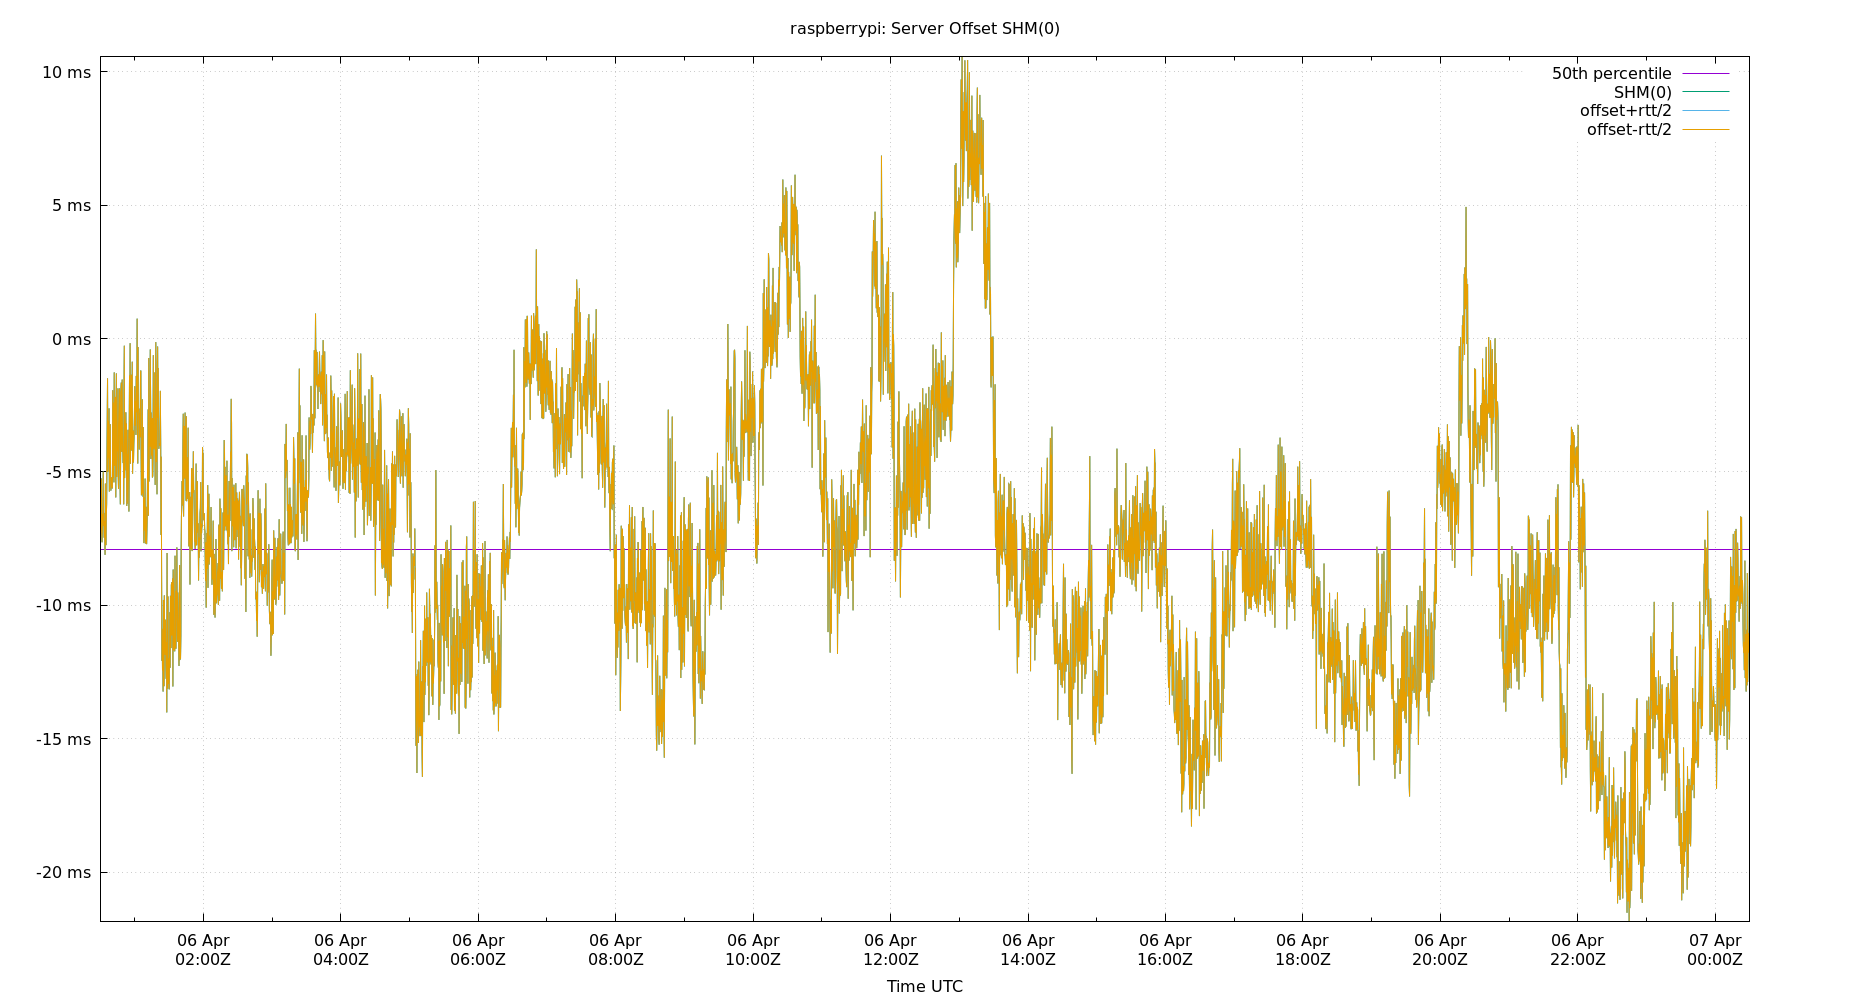 raspberrypi: Server Offset SHM(0)
50th percentile
SHM(0)
offset+rtt/2
offset-rtt/2
10 ms
5 ms
0 ms
-5 ms
-10 ms
-15 ms
-20 ms
06 Apr 06 Apr 06 Apr 06 Apr 06 Apr 06 Apr 06 Apr 06 Apr 06 Apr 06 Apr 06 Apr 07 Apr
02:00Z 04:00Z 06:00Z 08:00Z 10:00Z 12:00Z 14:00Z 16:00Z 18:00Z 20:00Z 22:00Z 00:00Z
Time UTC